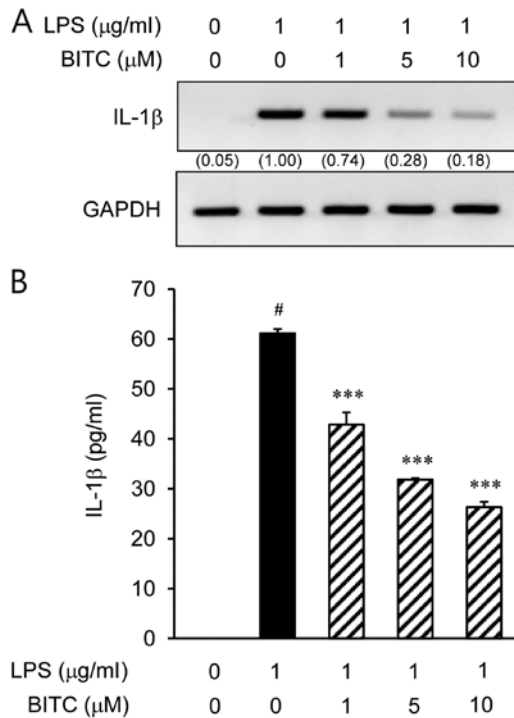 A
LPS (μg/ml) 0 1 1 1 1
BITC (μM) 0 0 1 5 10
IL-1β
(0.05) (1.00) (0.74) (0.28) (0.18)
GAPDH
B
70
60
50
40
30
20
10
0
IL-1β (pg/ml)
#
***
***
***
LPS (μg/ml) 0 1 1 1 1
BITC (μM) 0 0 1 5 10